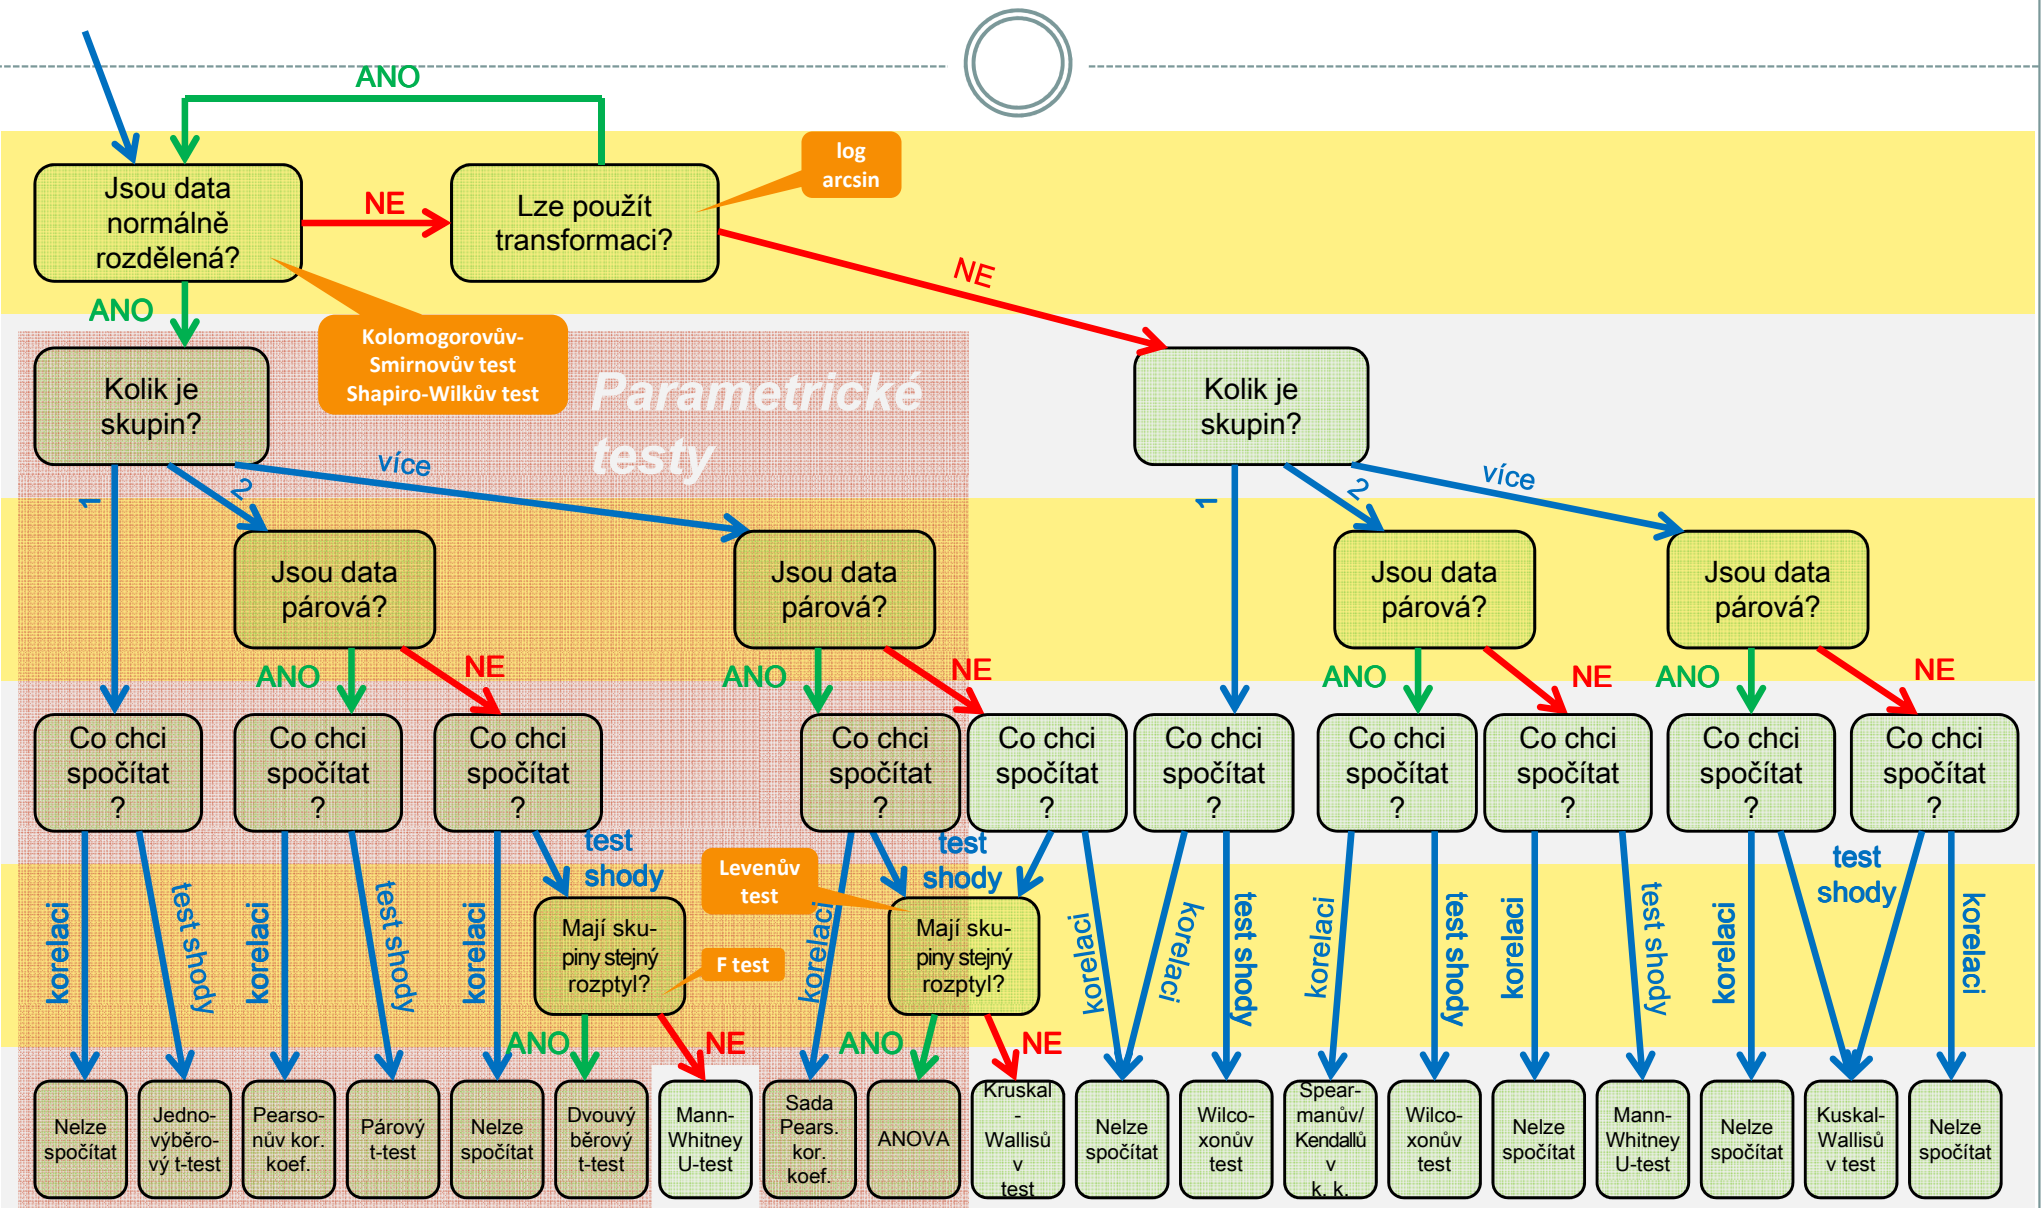 ANO
log
arcsin
Jsou data
normálně
rozdělená?
NE
Lze použít
transformaci?
NE
ANO
Kolomogorovův-
Smirnovův test
Shapiro-Wilkův test
Parametrické
testy
Kolik je
skupin?
Kolik je
skupin?
1
2
více
1
2
více
Jsou data
párová?
Jsou data
párová?
Jsou data
párová?
Jsou data
párová?
ANO
NE
ANO
NE
ANO
NE
ANO
NE
Co chci
spočítat
?
Co chci
spočítat
?
Co chci
spočítat
?
Co chci
spočítat
?
Co chci
spočítat
?
Co chci
spočítat
?
Co chci
spočítat
?
Co chci
spočítat
?
Co chci
spočítat
?
Co chci
spočítat
?
korelaci
test shody
korelaci
test shody
korelaci
test
shody
Levenův
test
korelaci
test
shody
korelaci
korelaci
test shody
korelaci
test shody
korelaci
test shody
korelaci
test
shody
korelaci
Mají sku-
piny stejný
rozptyl?
F test
Mají sku-
piny stejný
rozptyl?
ANO
NE
ANO
NE
Nelze
spočítat
Jedno-
výběro-
vý t-test
Pearso-
nův kor.
koef.
Párový
t-test
Nelze
spočítat
Dvouvý
běrový
t-test
Mann-
Whitney
U-test
Sada
Pears.
kor.
koef.
ANOVA
Kruskal
-
Wallisů
v
test
Nelze
spočítat
Wilco-
xonův
test
Spear-
manův/
Kendallů
v
k. k.
Wilco-
xonův
test
Nelze
spočítat
Mann-
Whitney
U-test
Nelze
spočítat
Kuskal-
Wallisů
v test
Nelze
spočítat